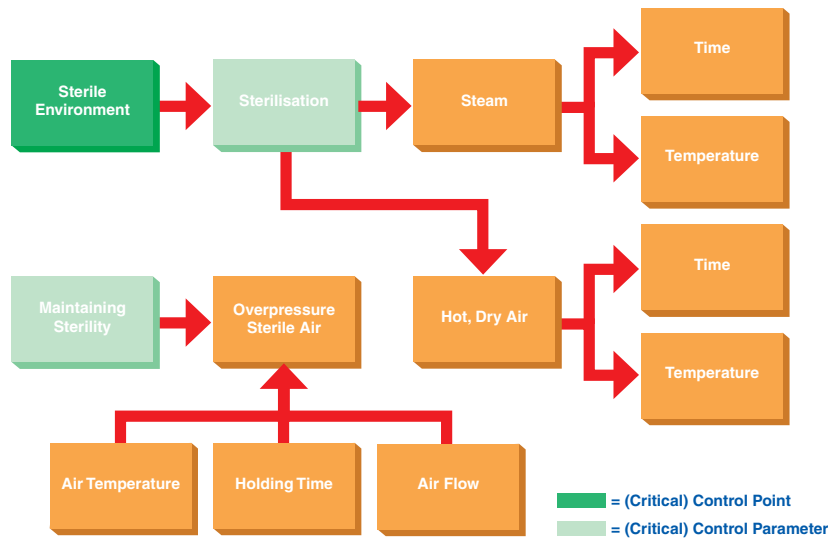 Time
Sterile
Environment
Sterilisation
Steam
Temperature
Time
Maintaining
Sterility
Overpressure
Sterile Air
Hot, Dry Air
Temperature
Air Temperature
Holding Time
Air Flow
= (Critical) Control Point
= (Critical) Control Parameter